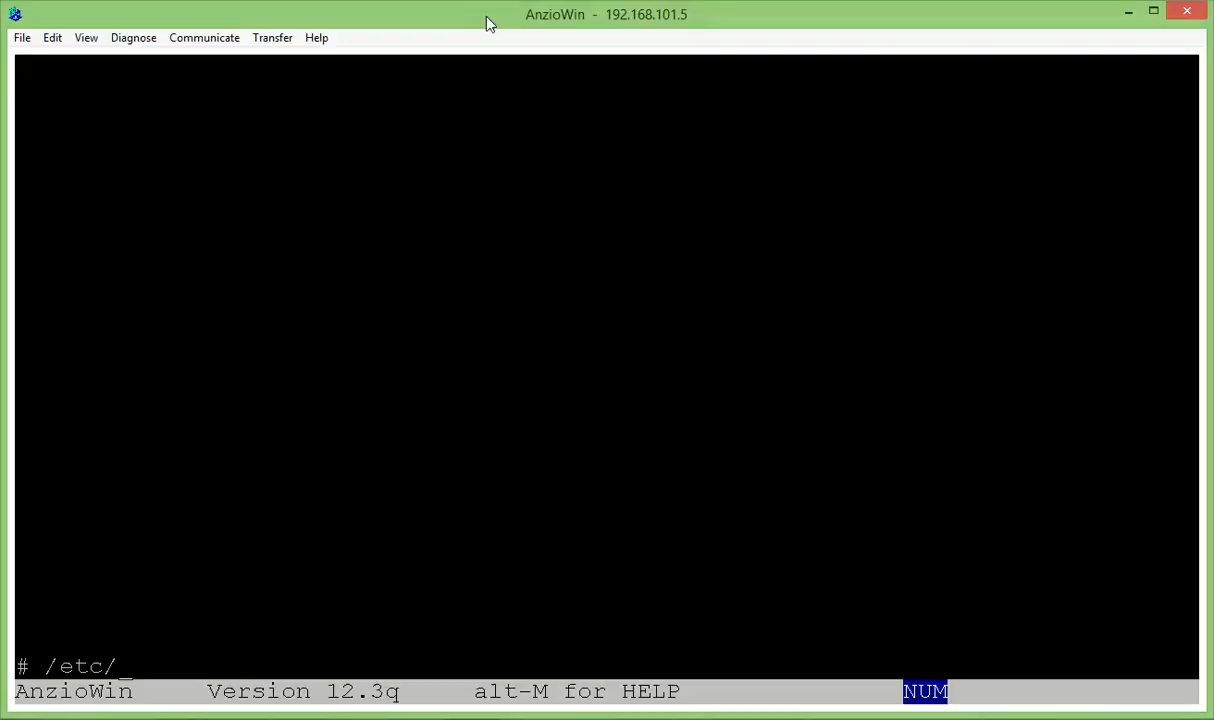 AnzioWin - 192.168.101.5
File Edit View Diagnose Communicate Transfer Help
# /etc/_
AnzioWin Version 12.3q alt-M for HELP NUM